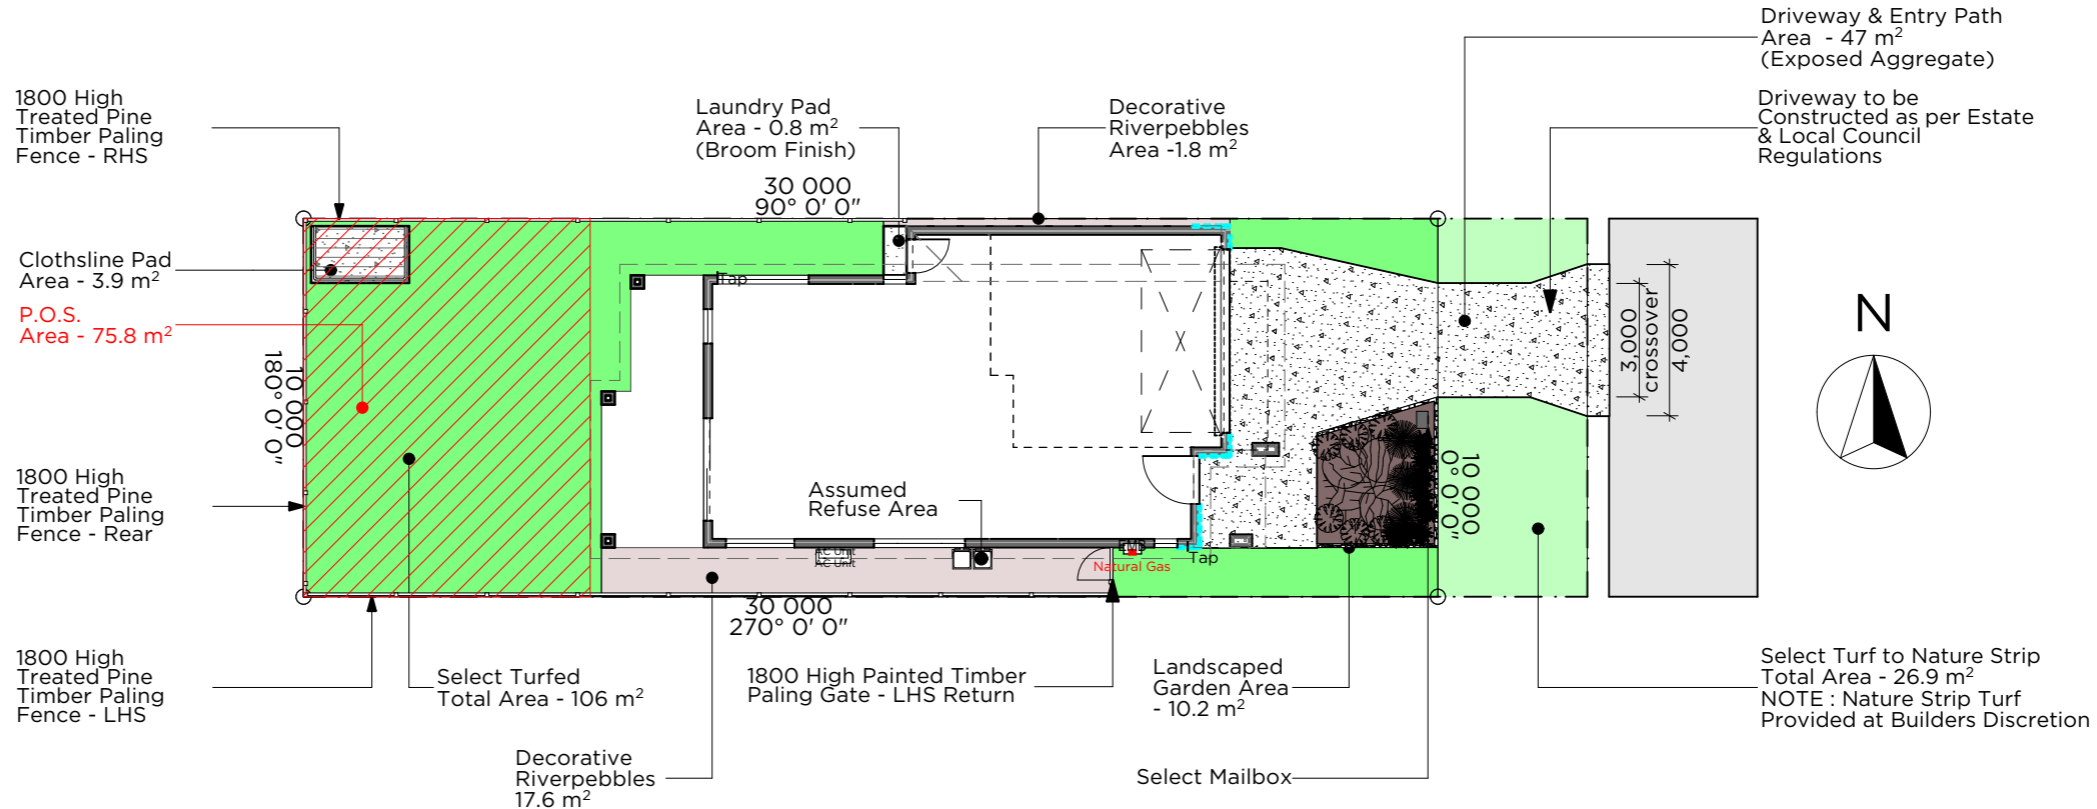 Driveway & Entry Path
Area - 47 m²
(Exposed Aggregate)
1800 High
Treated Pine
Timber Paling
Fence - RHS
Laundry Pad
Area - 0.8 m²
(Broom Finish)
Decorative
Riverpebbles
Area -1.8 m²
Driveway to be
Constructed as per Estate
& Local Council
Regulations
30 000
90° 0' 0"
Clothsline Pad
Area - 3.9 m²
P.O.S.
Area - 75.8 m²
Tap
N
3,000
crossover
4,000
10 000
180° 0' 0"
1800 High
Treated Pine
Timber Paling
Fence - Rear
Assumed
Refuse Area
10 000
0° 0' 0"
AC Unit
AC Unit
Natural Gas
Tap
30 000
270° 0' 0"
1800 High
Treated Pine
Timber Paling
Fence - LHS
Select Turfed
Total Area - 106 m²
1800 High Painted Timber
Paling Gate - LHS Return
Landscaped
Garden Area
- 10.2 m²
Select Turf to Nature Strip
Total Area - 26.9 m²
NOTE : Nature Strip Turf
Provided at Builders Discretion
Decorative
Riverpebbles
17.6 m²
Select Mailbox